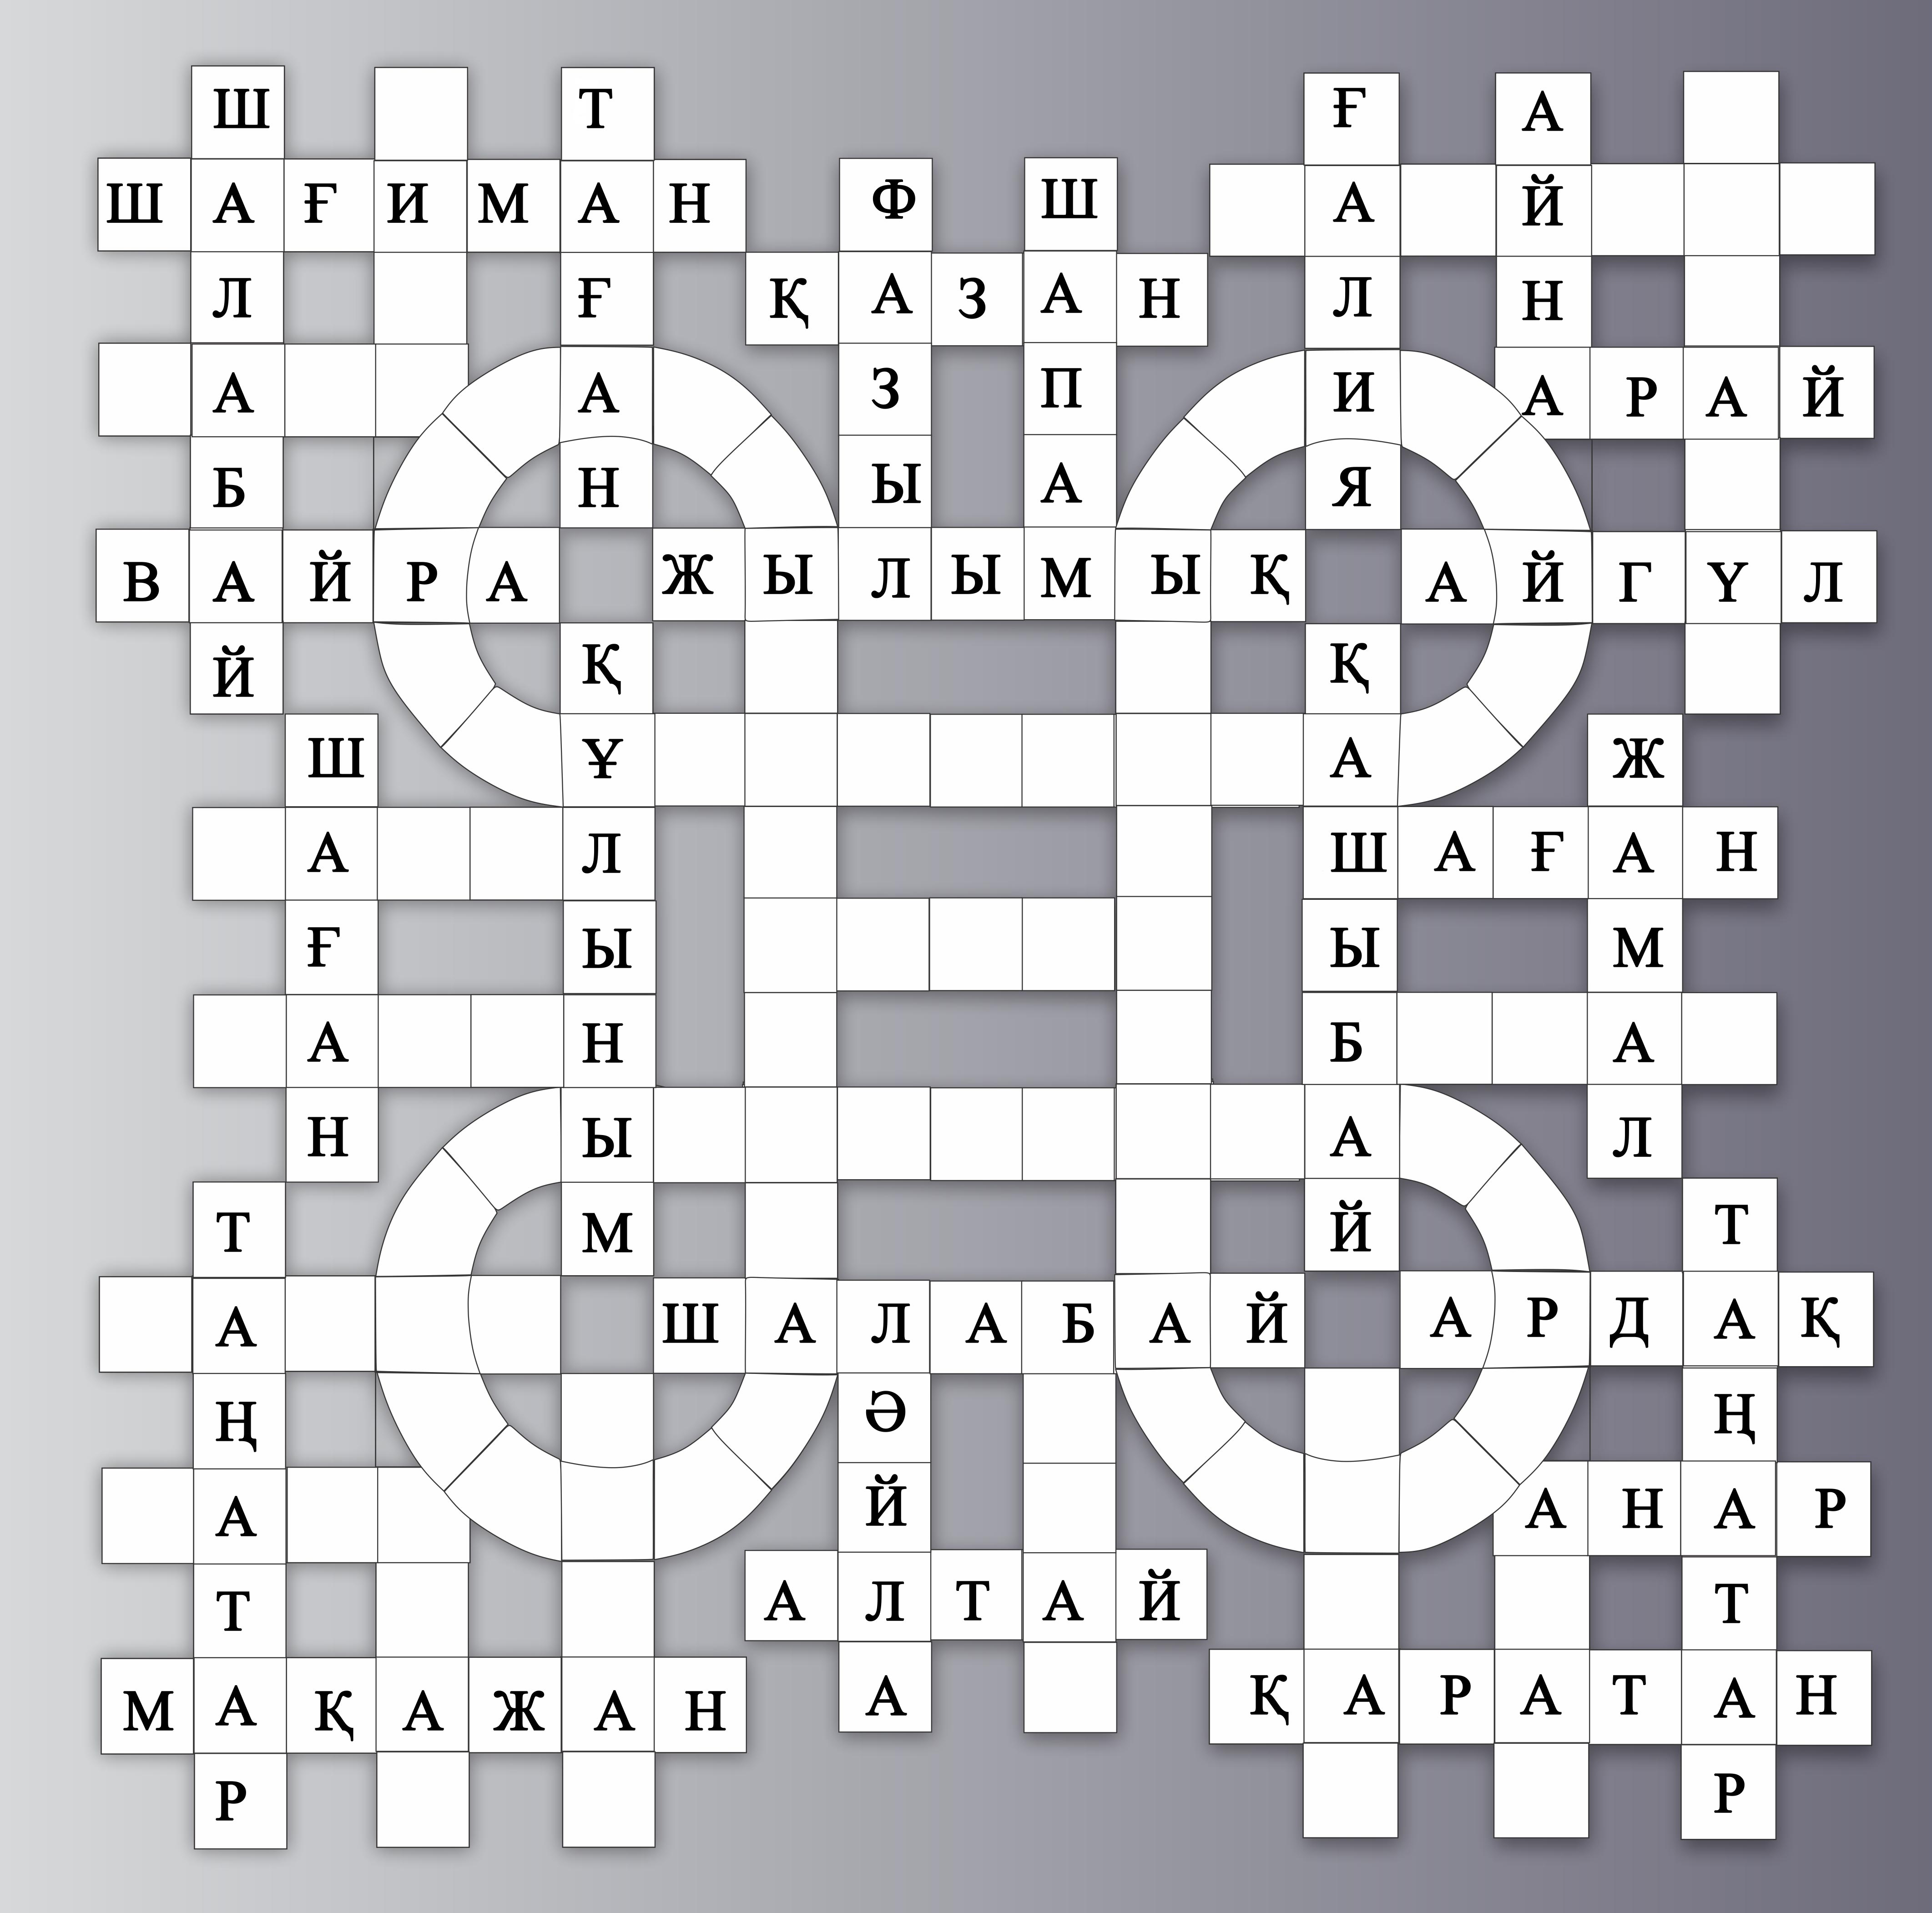 Ш Т Ғ А
ШАҒИМАН Ф Ш А Й
Л Ғ ҚАЗАН Л Н
А А З П И АРАЙ
Б Н Ы А Я
ВАЙРА ЖЫЛЫМЫҚ АЙГҮЛ
Й Қ Қ
Ш Ұ А Ж
А Л ШАҒАН
Ғ Ы Ы М
А Н Б А
Н Ы А Л
Т М Й Т
А ШАЛАБАЙ АРДАҚ
Ң Ә Ң
А Й АНАР
Т АЛТАЙ Т
МАҚАЖАН А ҚАРАТАН
Р Р